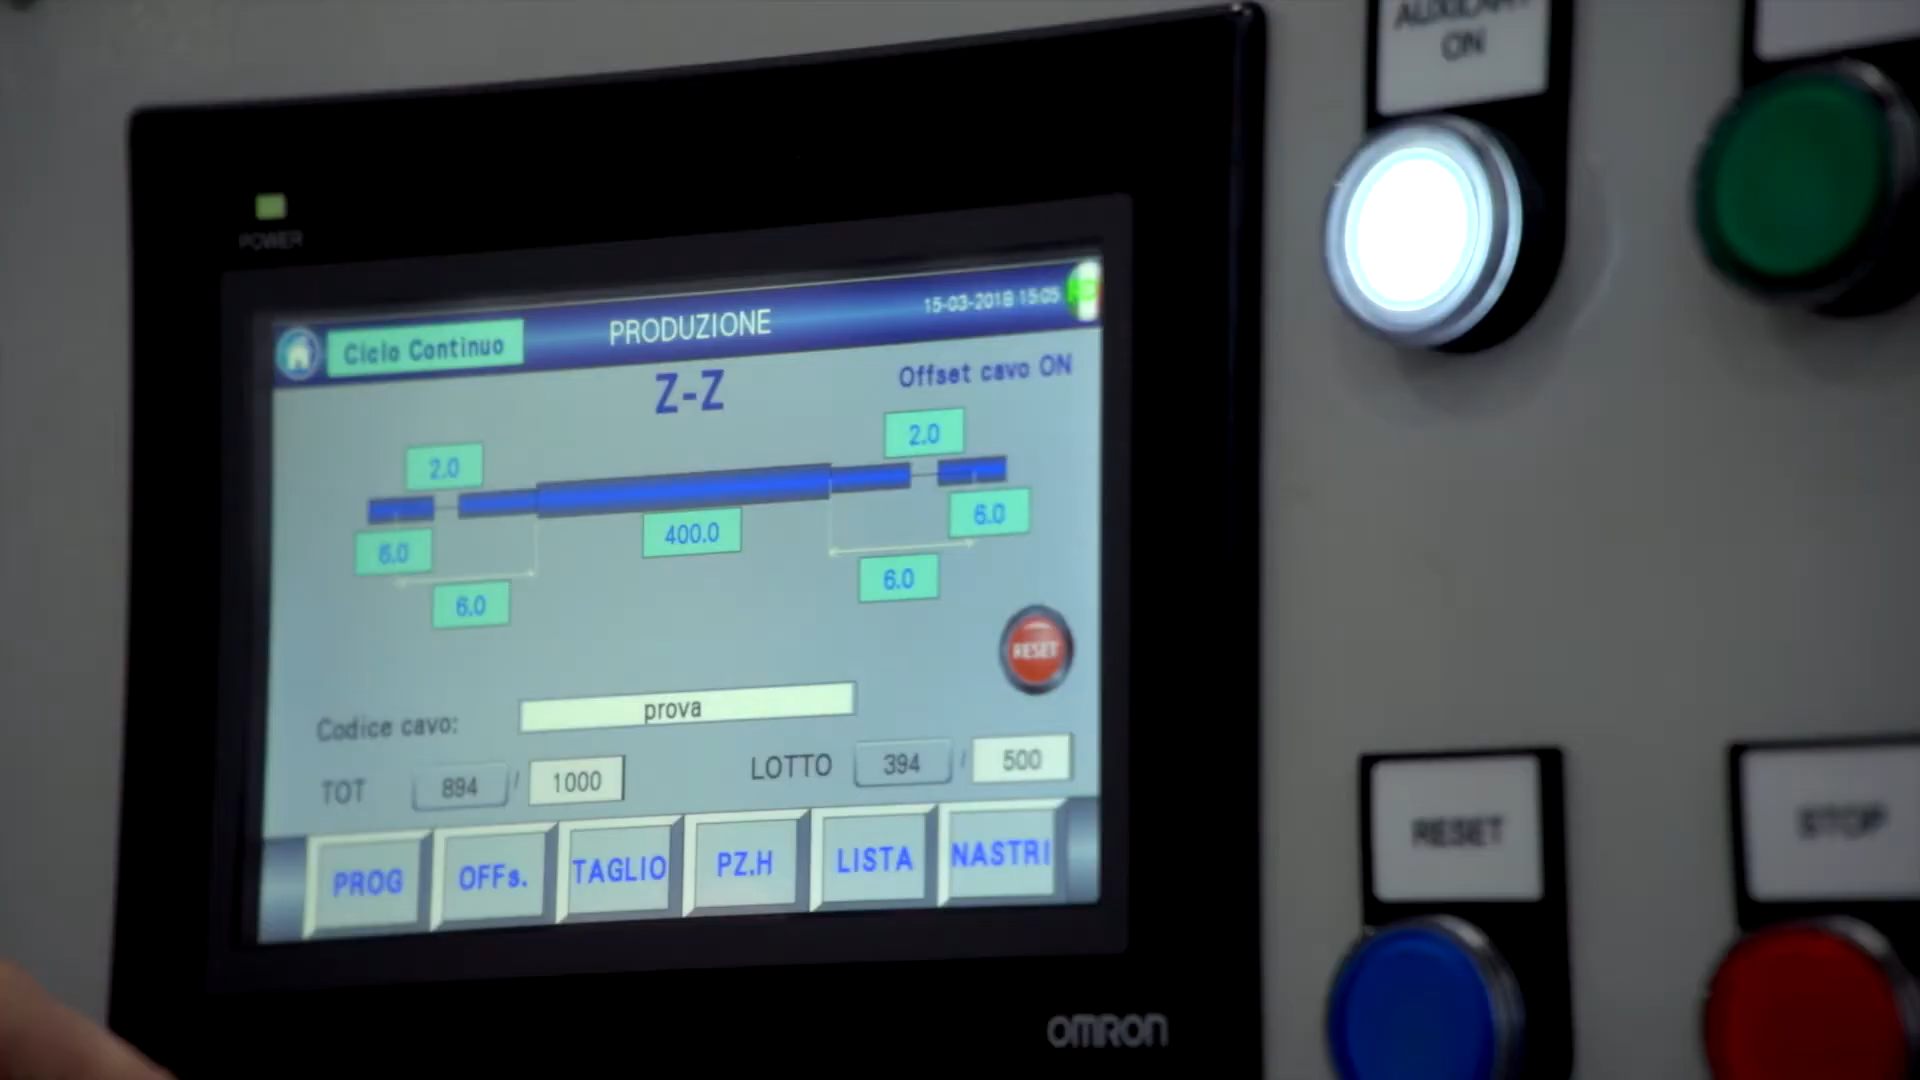 AUXILIARY
ON
POWER
Ciclo Continuo
PRODUZIONE
15-03-2018 15:05
Z-Z
Offset cavo ON
2.0
2.0
6.0
400.0
6.0
6.0
6.0
RESET
Codice cavo:
prova
TOT
894 / 1000
LOTTO
394 / 500
PROG
OFFs.
TAGLIO
PZ.H
LISTA
NASTRI
OMRON
RESET
STOP